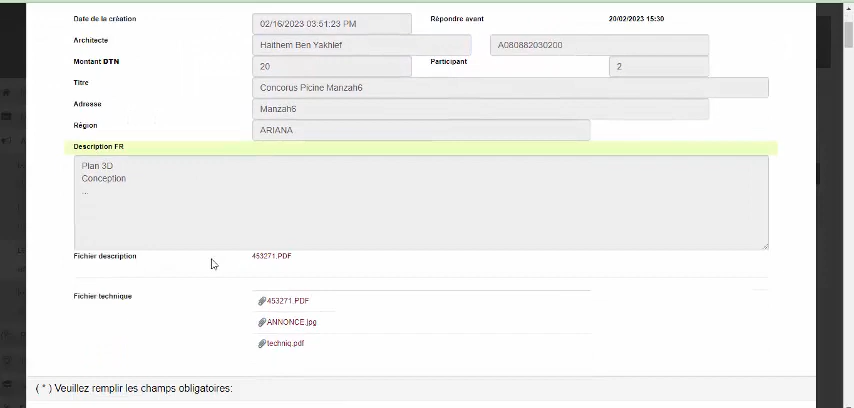 Date de la création 02/16/2023 03:51:23 PM Répondre avant 20/02/2023 15:30
Architecte Haithem Ben Yakhlef A080882030200
Montant DTN 20 Participant 2
Titre Concorus Picine Manzah6
Adresse Manzah6
Région ARIANA
Description FR
Plan 3D
Conception
...
Fichier description 453271.PDF
Fichier technique 453271.PDF
ANNONCE.jpg
techniq.pdf
( * ) Veuillez remplir les champs obligatoires: